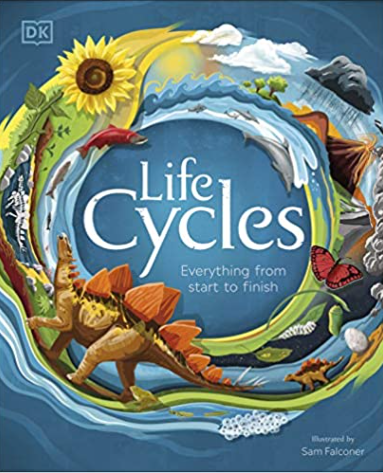 DK
Life
Cycles
Everything from
start to finish
Illustrated by
Sam Falconer